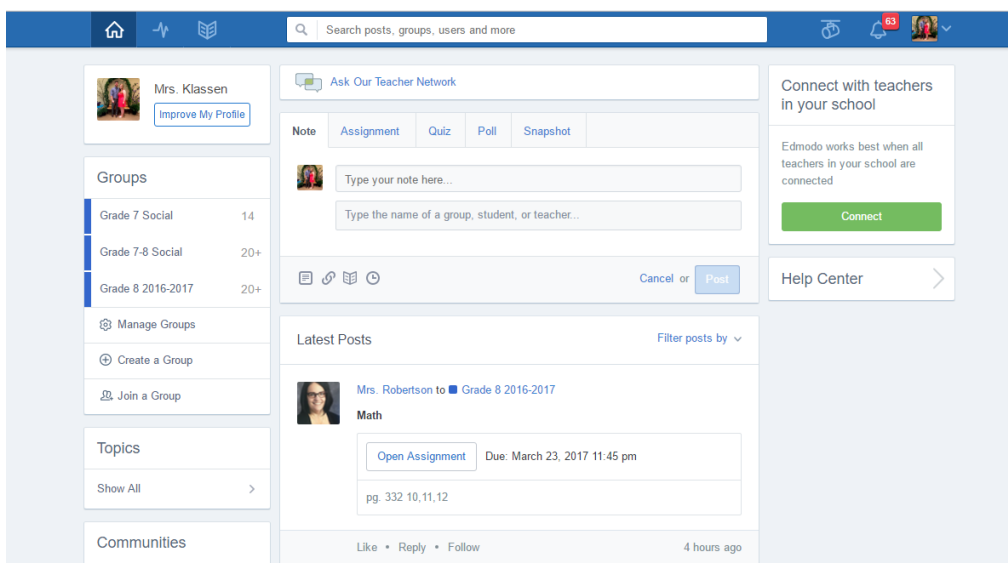 Search posts, groups, users and more
63
Mrs. Klassen
Improve My Profile
Groups
Grade 7 Social 14
Grade 7-8 Social 20+
Grade 8 2016-2017 20+
Manage Groups
Create a Group
Join a Group
Topics
Show All
Communities
Ask Our Teacher Network
Note Assignment Quiz Poll Snapshot
Type your note here...
Type the name of a group, student, or teacher...
Cancel or Post
Latest Posts Filter posts by
Mrs. Robertson to Grade 8 2016-2017
Math
Open Assignment Due: March 23, 2017 11:45 pm
pg. 332 10,11,12
Like • Reply • Follow 4 hours ago
Connect with teachers
in your school
Edmodo works best when all
teachers in your school are
connected
Connect
Help Center